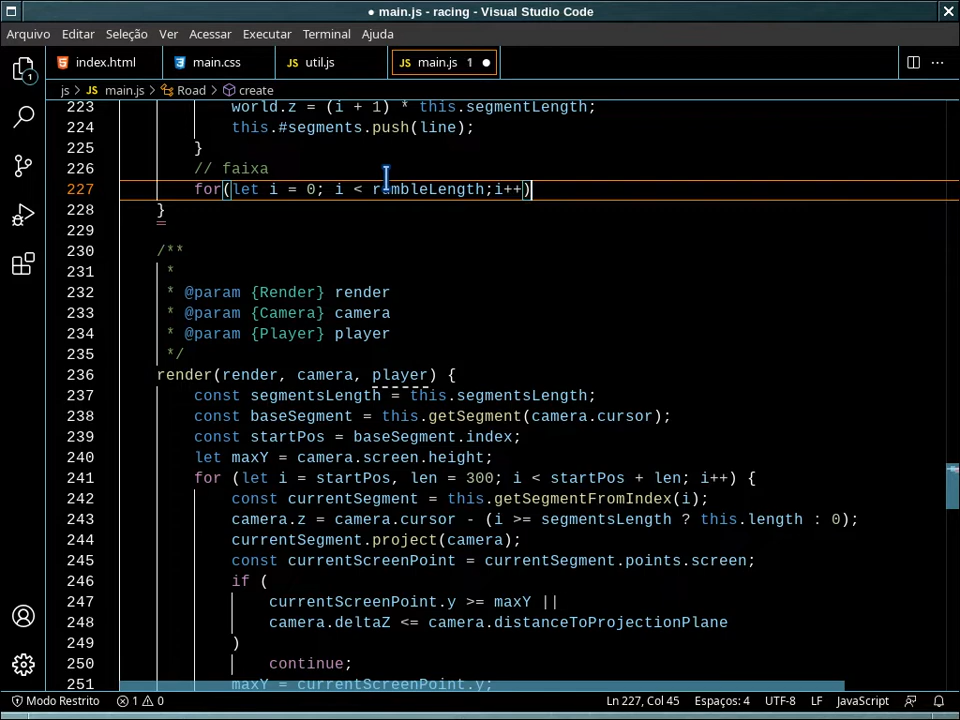 ● main.js - racing - Visual Studio Code
Arquivo Editar Seleção Ver Acessar Executar Terminal Ajuda
index.html main.css JS util.js JS main.js 1 ●
js > JS main.js > Road > create
223 world.z = (i + 1) * this.segmentLength;
224 this.#segments.push(line);
225 }
226 // faixa
227 for(let i = 0; i < rumbleLength;i++)
228 }
229
230 /**
231 *
232 * @param {Render} render
233 * @param {Camera} camera
234 * @param {Player} player
235 */
236 render(render, camera, player) {
237 const segmentsLength = this.segmentsLength;
238 const baseSegment = this.getSegment(camera.cursor);
239 const startPos = baseSegment.index;
240 let maxY = camera.screen.height;
241 for (let i = startPos, len = 300; i < startPos + len; i++) {
242 const currentSegment = this.getSegmentFromIndex(i);
243 camera.z = camera.cursor - (i >= segmentsLength ? this.length : 0);
244 currentSegment.project(camera);
245 const currentScreenPoint = currentSegment.points.screen;
246 if (
247 currentScreenPoint.y >= maxY ||
248 camera.deltaZ <= camera.distanceToProjectionPlane
249 )
250 continue;
251 maxY = currentScreenPoint.y;
Modo Restrito 1 0 Ln 227, Col 45 Espaços: 4 UTF-8 LF JavaScript